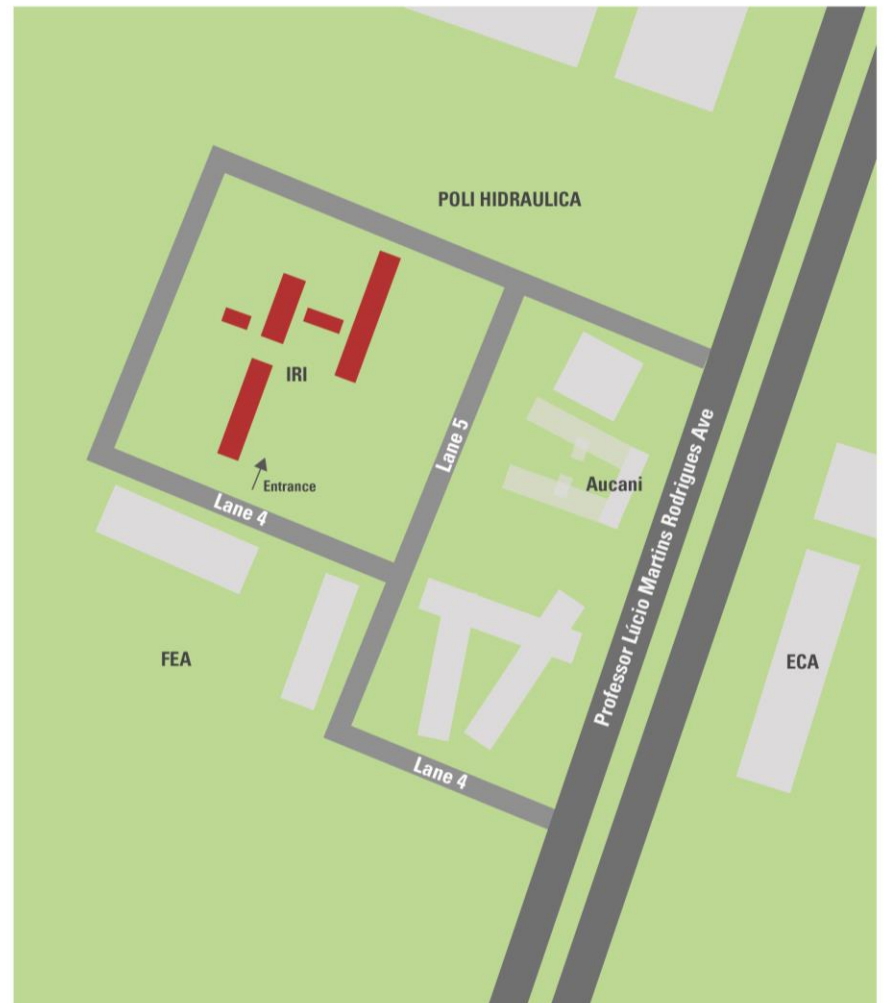 POLI HIDRAULICA
IRI
Lane 5
Aucani
Entrance
Lane 4
Professor Lúcio Martins Rodrigues Ave
FEA
ECA
Lane 4